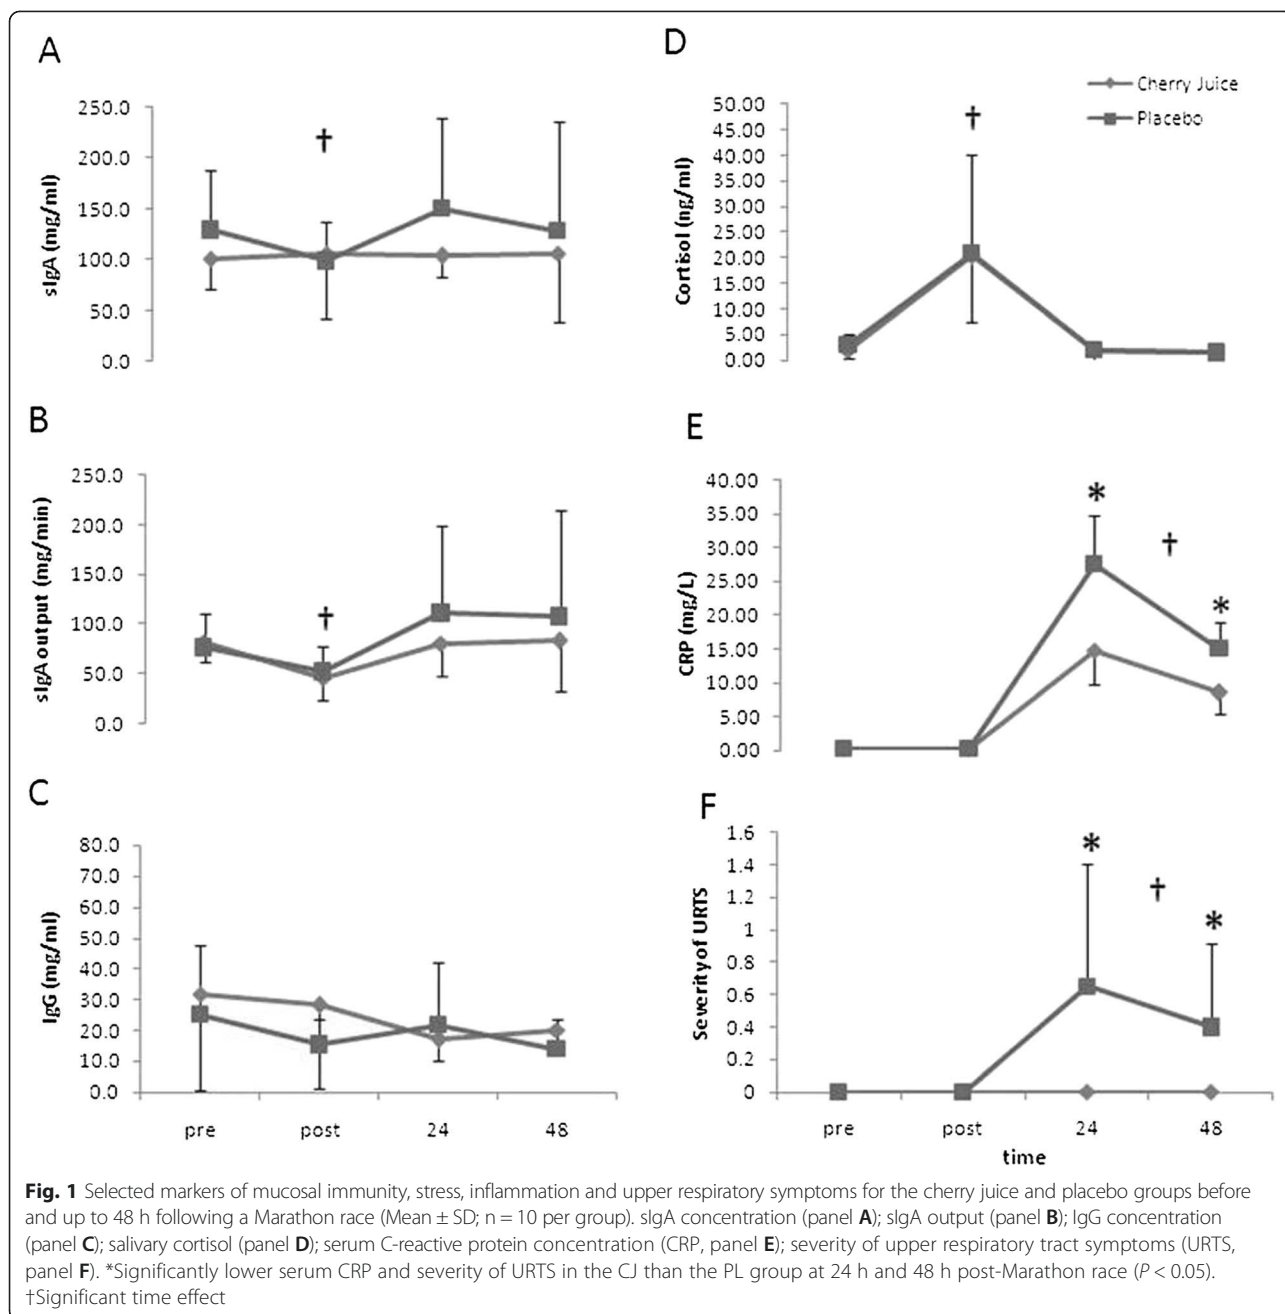 A
250.0
200.0
150.0
100.0
50.0
0.0
sIgA (mg/ml)
†
B
250.0
200.0
150.0
100.0
50.0
0.0
sIgA output (mg/min)
†
C
80.0
70.0
60.0
50.0
40.0
30.0
20.0
10.0
0.0
IgG (mg/ml)
pre post 24 48
D
Cherry Juice
Placebo
50.00
45.00
40.00
35.00
30.00
25.00
20.00
15.00
10.00
5.00
0.00
Cortisol (ng/ml)
†
E
40.00
35.00
30.00
25.00
20.00
15.00
10.00
5.00
0.00
CRP (mg/L)
*
†
*
F
1.6
1.4
1.2
1
0.8
0.6
0.4
0.2
0
Severity of URTS
*
†
*
pre post 24 48
time
Fig. 1 Selected markers of mucosal immunity, stress, inflammation and upper respiratory symptoms for the cherry juice and placebo groups before
and up to 48 h following a Marathon race (Mean ± SD; n = 10 per group). sIgA concentration (panel A); sIgA output (panel B); IgG concentration
(panel C); salivary cortisol (panel D); serum C-reactive protein concentration (CRP, panel E); severity of upper respiratory tract symptoms (URTS,
panel F). *Significantly lower serum CRP and severity of URTS in the CJ than the PL group at 24 h and 48 h post-Marathon race (P < 0.05).
†Significant time effect